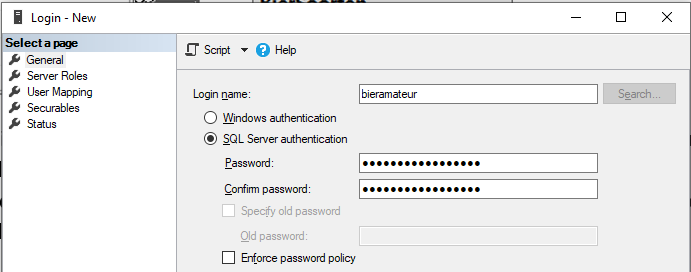 Login - New
Select a page
General
Server Roles
User Mapping
Securables
Status
Script
Help
Login name:
bieramateur
Search...
Windows authentication
SQL Server authentication
Password:
●●●●●●●●●●●●●●●●●
Confirm password:
●●●●●●●●●●●●●●●●●
Specify old password
Old password:
Enforce password policy